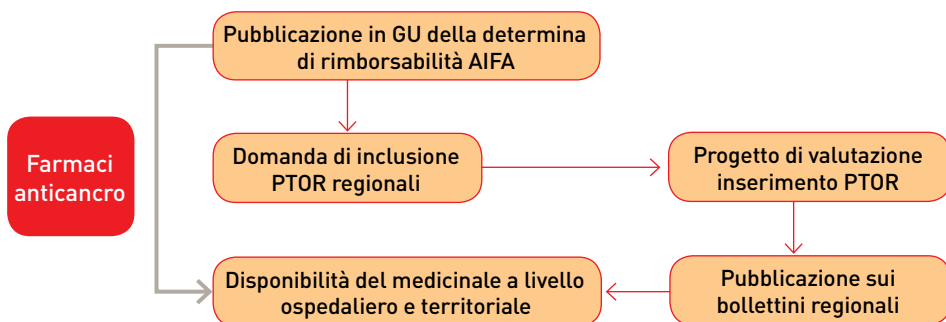 Pubblicazione in GU della determina
di rimborsabilità AIFA
Farmaci
anticancro
Domanda di inclusione
PTOR regionali
Progetto di valutazione
inserimento PTOR
Disponibilità del medicinale a livello
ospedaliero e territoriale
Pubblicazione sui
bollettini regionali